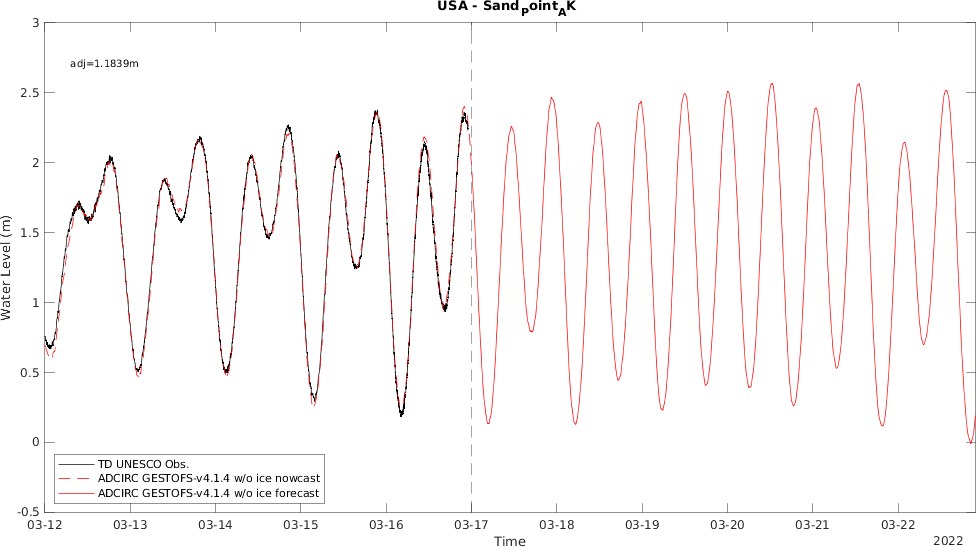 USA - Sand_Point_AK
3
adj=1.1839m
2.5
2
1.5
1
0.5
0
-0.5
Water Level (m)
TD UNESCO Obs.
ADCIRC GESTOFS-v4.1.4 w/o ice nowcast
ADCIRC GESTOFS-v4.1.4 w/o ice forecast
03-12 03-13 03-14 03-15 03-16 03-17 03-18 03-19 03-20 03-21 03-22
Time
2022